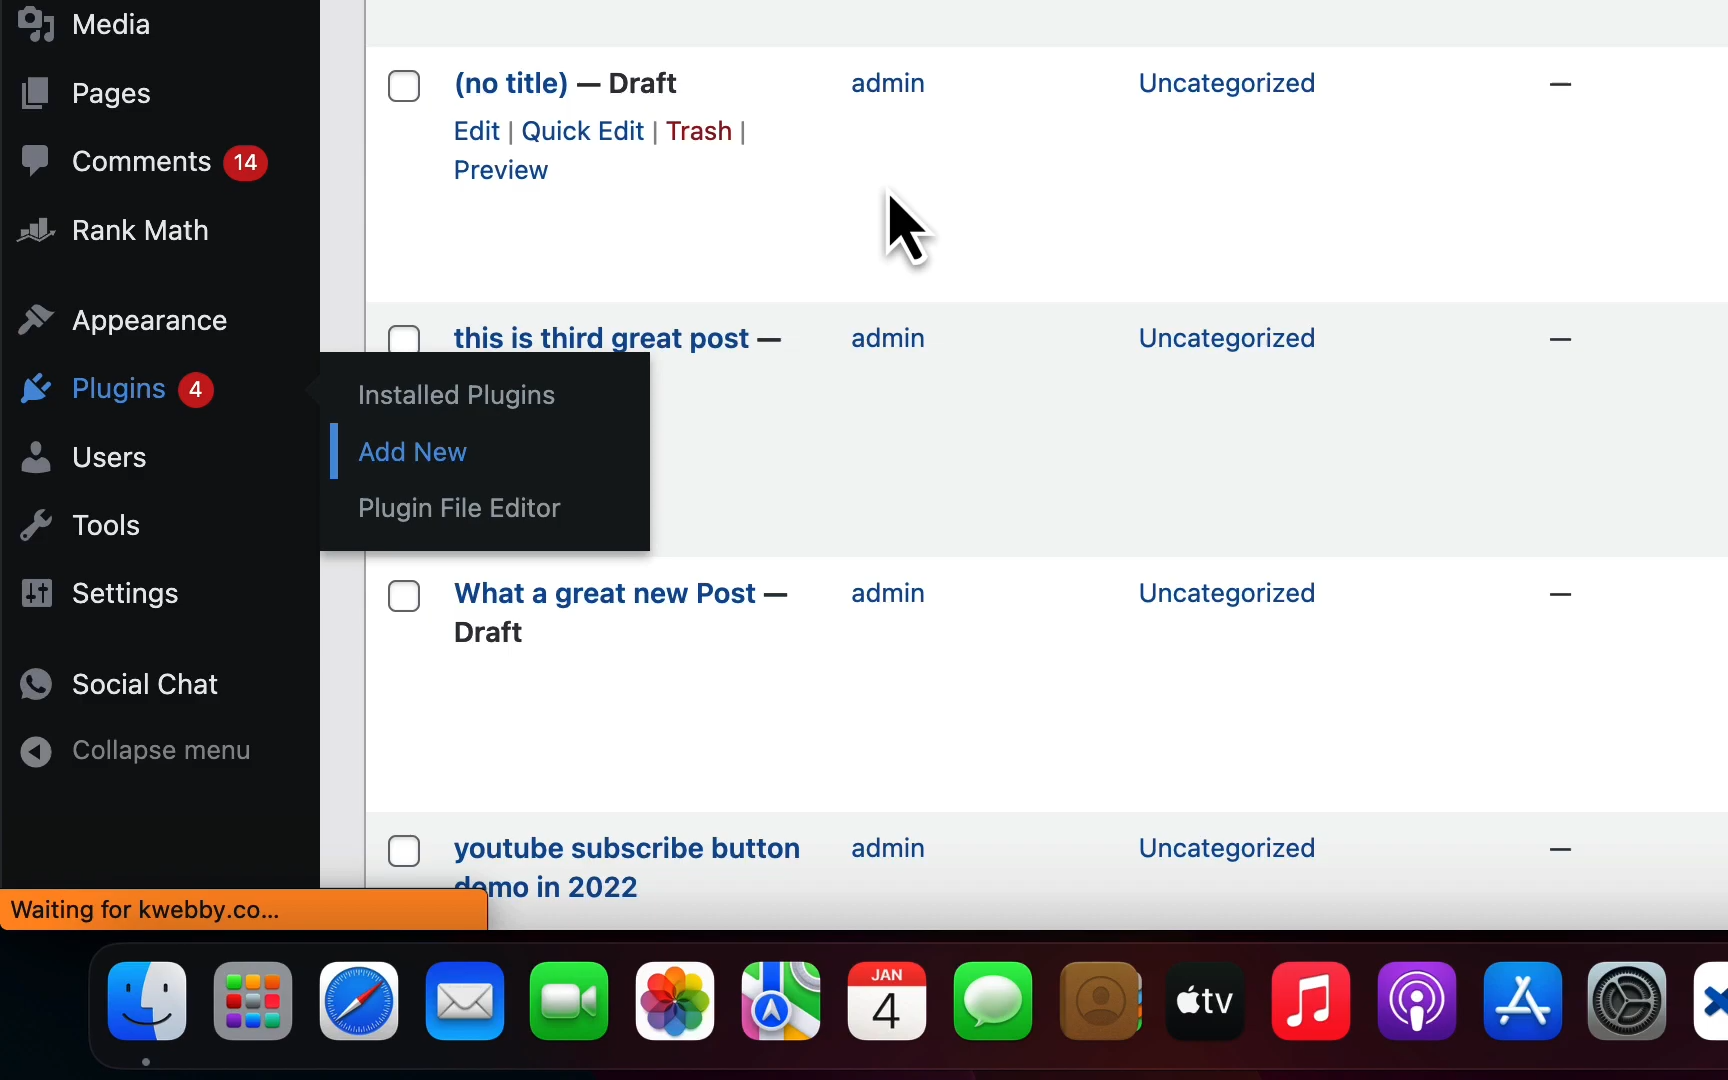 Media
Pages
Comments 14
Rank Math
Appearance
Plugins 4
Users
Tools
Settings
Social Chat
Collapse menu
Installed Plugins
Add New
Plugin File Editor
(no title) — Draft admin Uncategorized —
Edit | Quick Edit | Trash |
Preview
this is third great post — admin Uncategorized —
What a great new Post — admin Uncategorized —
Draft
youtube subscribe button admin Uncategorized —
demo in 2022
Waiting for kwebby.co...
JAN
4
tv